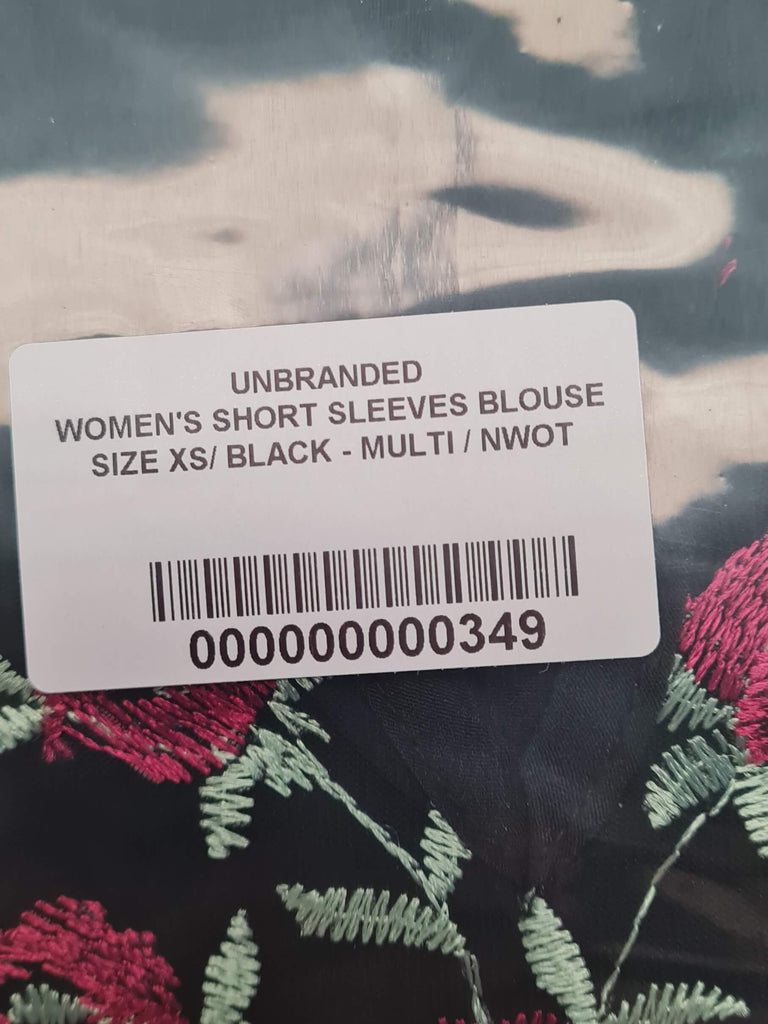 UNBRANDED
WOMEN'S SHORT SLEEVES BLOUSE
SIZE XS/ BLACK - MULTI / NWOT
000000000349